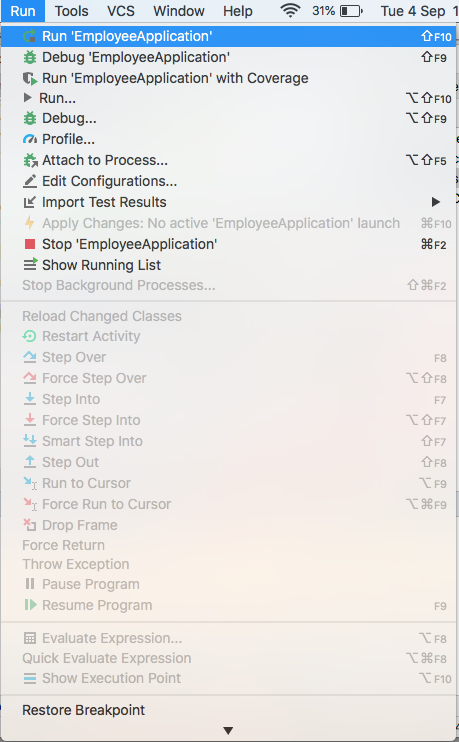 Run Tools VCS Window Help 31% Tue 4 Sep 1
Run 'EmployeeApplication' ⇧F10
Debug 'EmployeeApplication' ⇧F9
Run 'EmployeeApplication' with Coverage
Run... ⌥⇧F10
Debug... ⌥⇧F9
Profile...
Attach to Process... ⌥⇧F5
Edit Configurations...
Import Test Results
Apply Changes: No active 'EmployeeApplication' launch ⌘F10
Stop 'EmployeeApplication' ⌘F2
Show Running List
Stop Background Processes... ⇧⌘F2
Reload Changed Classes
Restart Activity
Step Over F8
Force Step Over ⌥⇧F8
Step Into F7
Force Step Into ⌥⇧F7
Smart Step Into ⇧F7
Step Out ⇧F8
Run to Cursor ⌥F9
Force Run to Cursor ⌥⌘F9
Drop Frame
Force Return
Throw Exception
Pause Program
Resume Program F9
Evaluate Expression... ⌥F8
Quick Evaluate Expression ⌥⌘F8
Show Execution Point ⌥F10
Restore Breakpoint